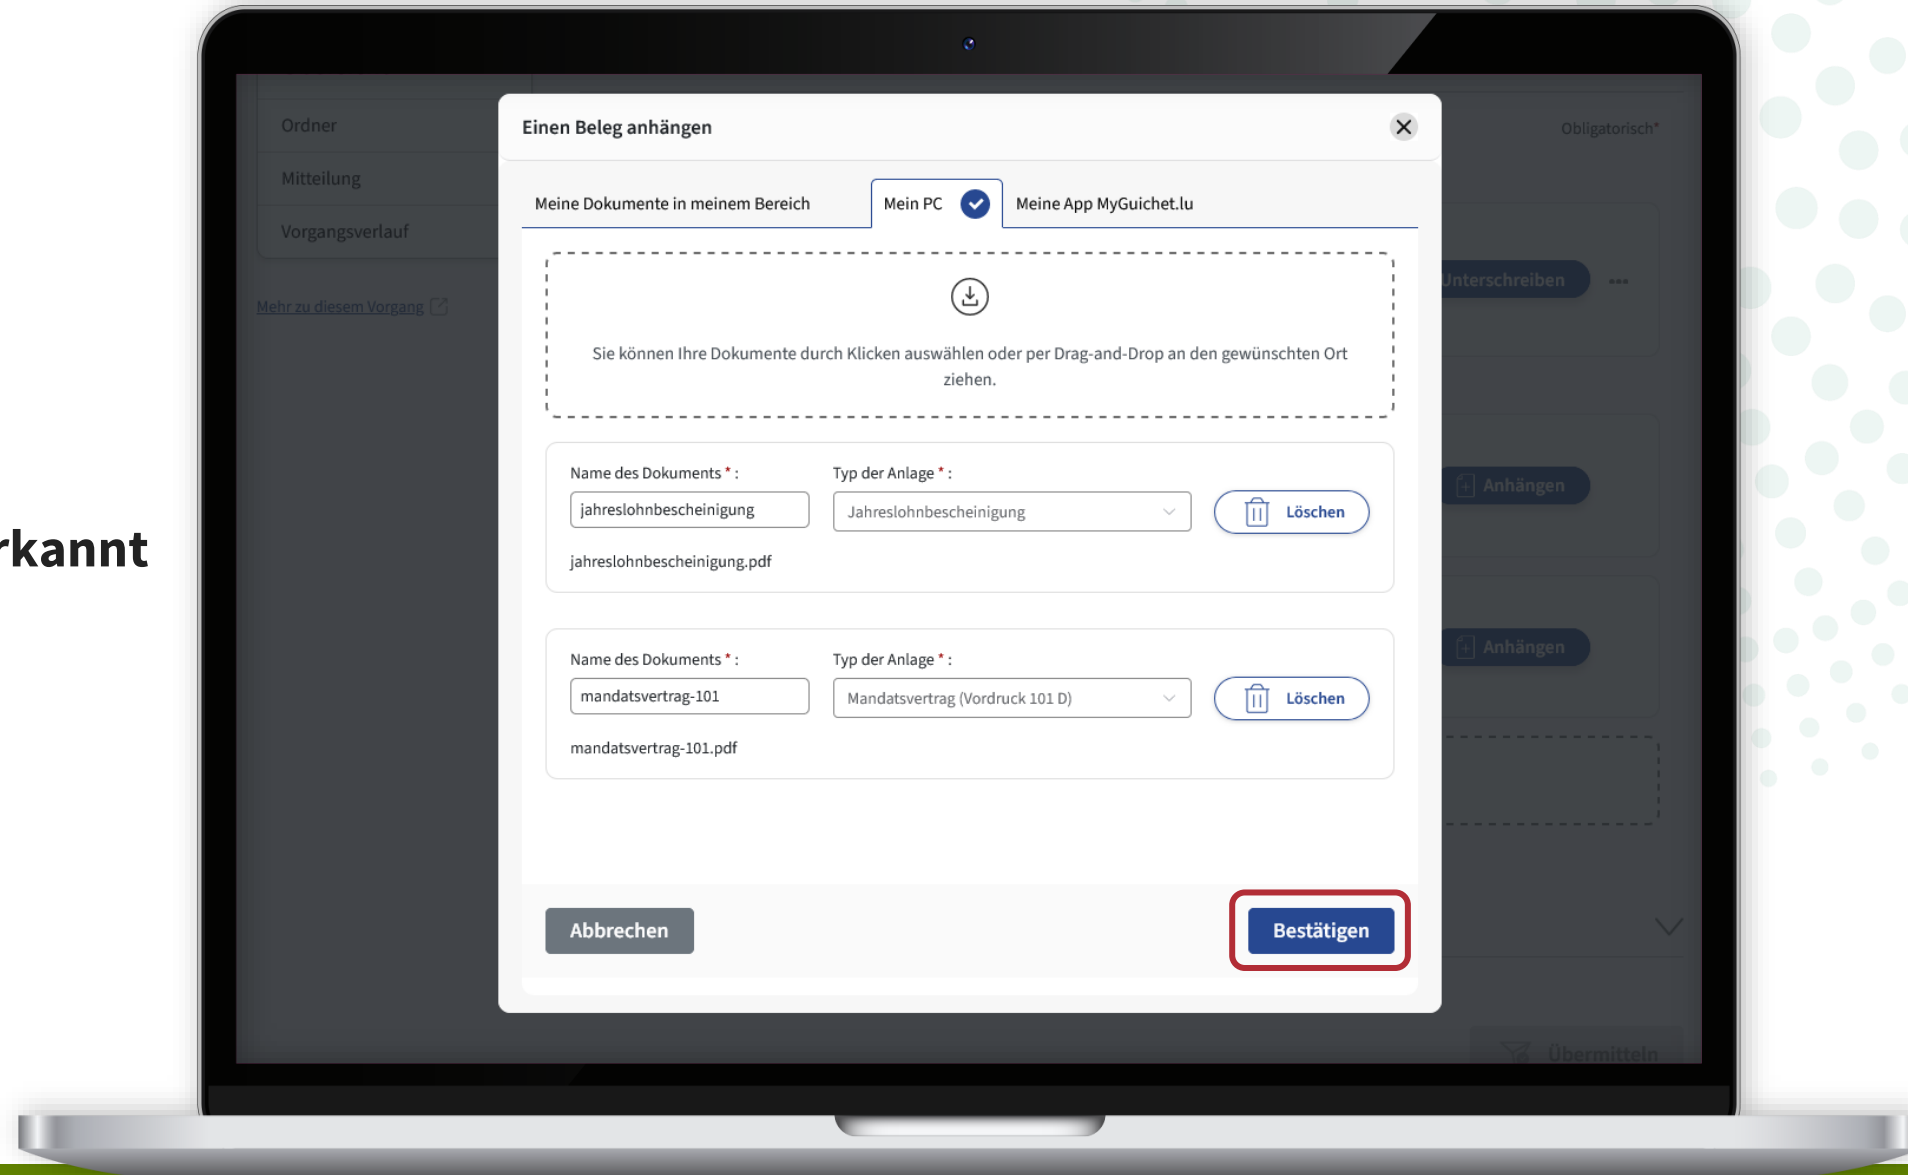 rkannt
Ordner
Mitteilung
Vorgangsverlauf
Mehr zu diesem Vorgang
Obligatorisch*
Unterschreiben
Anhängen
Anhängen
Übermitteln
Einen Beleg anhängen
Meine Dokumente in meinem Bereich
Mein PC
Meine App MyGuichet.lu
Sie können Ihre Dokumente durch Klicken auswählen oder per Drag-and-Drop an den gewünschten Ort
ziehen.
Name des Dokuments * :
Typ der Anlage * :
jahreslohnbescheinigung
Jahreslohnbescheinigung
Löschen
jahreslohnbescheinigung.pdf
Name des Dokuments * :
Typ der Anlage * :
mandatsvertrag-101
Mandatsvertrag (Vordruck 101 D)
Löschen
mandatsvertrag-101.pdf
Abbrechen
Bestätigen